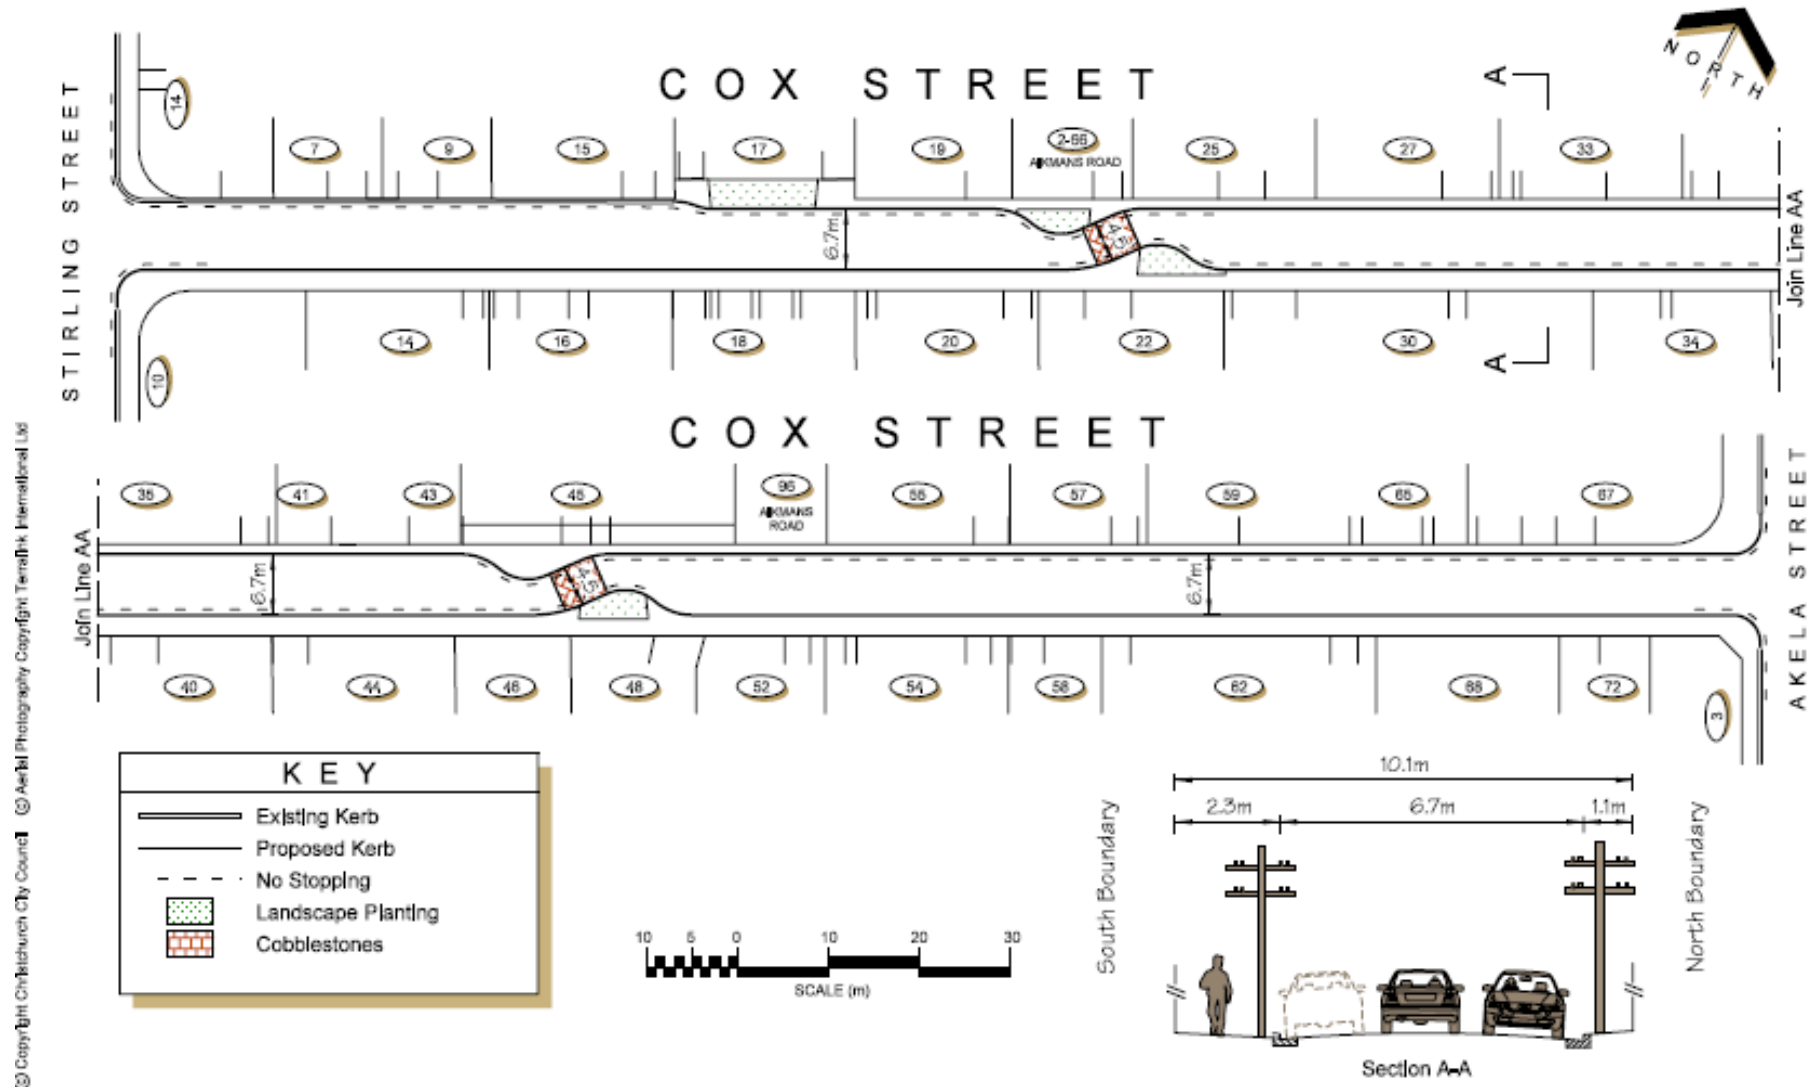 COX STREET
NORTH
A
STIRLING STREET
14
7
9
15
17
19
2-66
AIKMANS ROAD
25
27
33
6.7m
4.5
Join Line AA
10
14
16
18
20
22
30
34
A
COX STREET
35
41
43
45
96
AIKMANS
ROAD
55
57
59
65
67
Join Line AA
6.7m
4.5
6.7m
AKELA STREET
40
44
46
48
52
54
58
62
68
72
3
KEY
Existing Kerb
Proposed Kerb
No Stopping
Landscape Planting
Cobblestones
10 5 0 10 20 30
SCALE (m)
10.1m
2.3m 6.7m 1.1m
South Boundary
North Boundary
Section A-A
© Copyright Christchurch City Council © Aerial Photography Copyright Terralink International Ltd